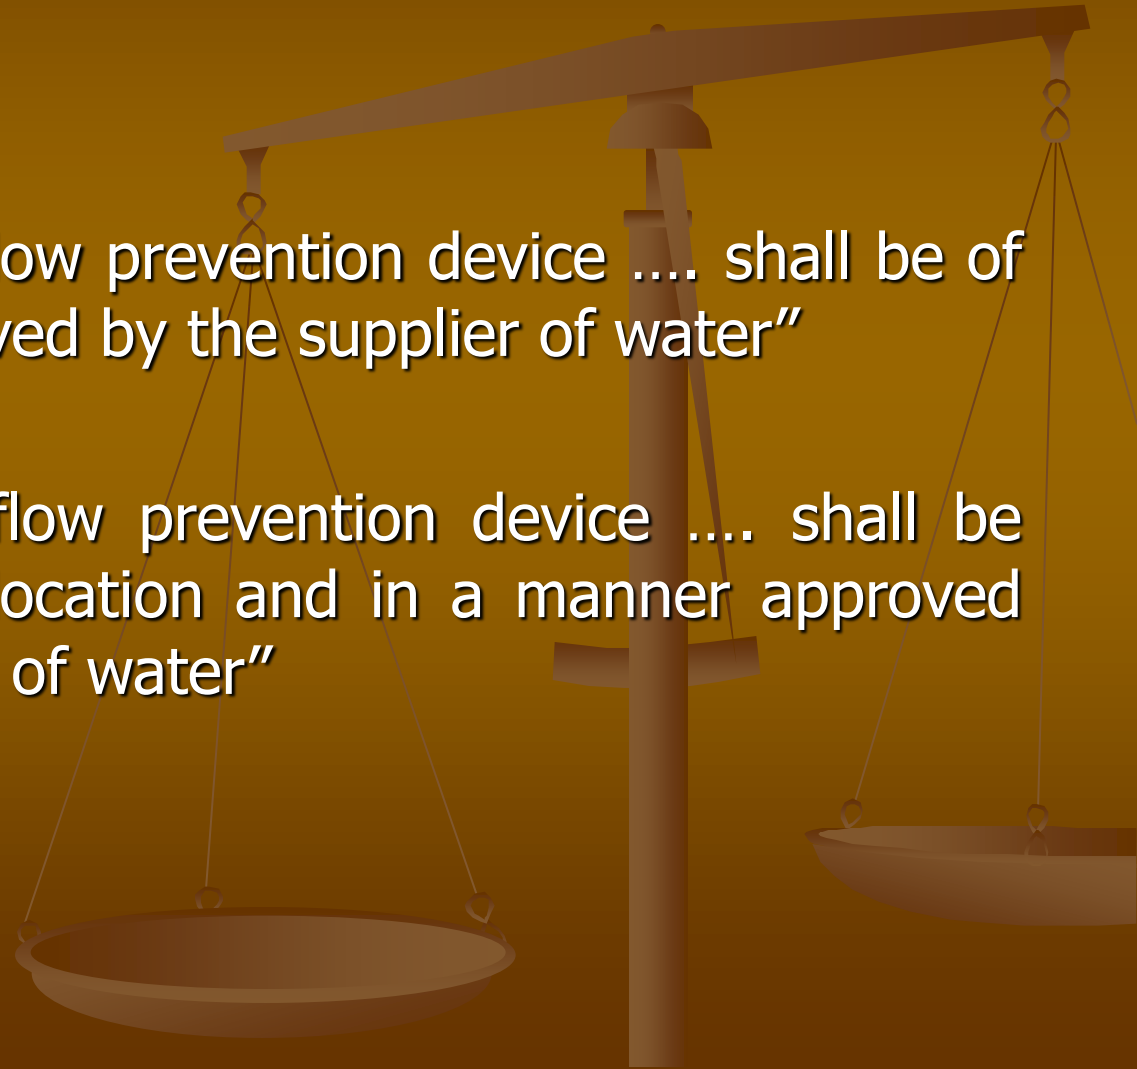 low prevention device …. shall be of
ved by the supplier of water”
flow prevention device …. shall be
ocation and in a manner approved
of water”